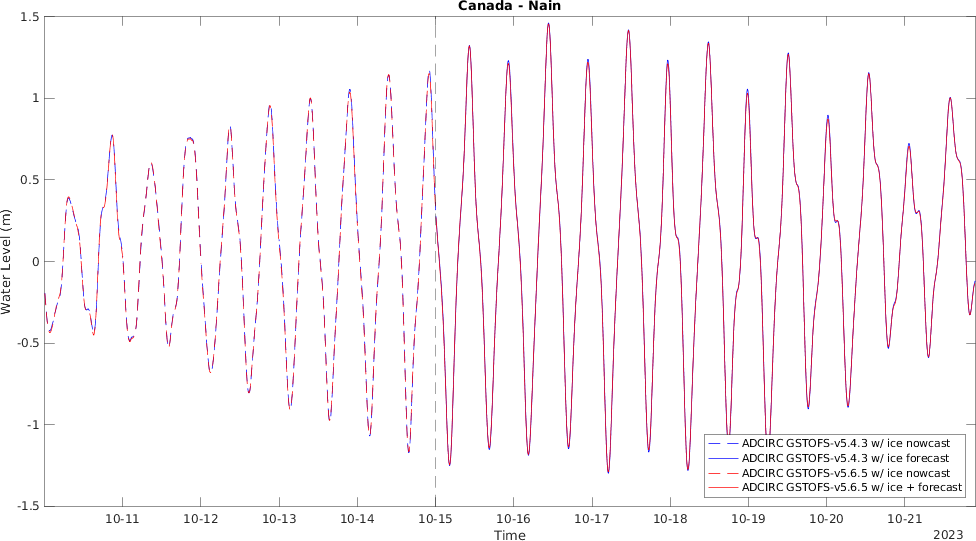 Canada - Nain
1.5
1
0.5
0
-0.5
-1
-1.5
Water Level (m)
ADCIRC GSTOFS-v5.4.3 w/ ice nowcast
ADCIRC GSTOFS-v5.4.3 w/ ice forecast
ADCIRC GSTOFS-v5.6.5 w/ ice nowcast
ADCIRC GSTOFS-v5.6.5 w/ ice + forecast
10-11 10-12 10-13 10-14 10-15 10-16 10-17 10-18 10-19 10-20 10-21
Time
2023